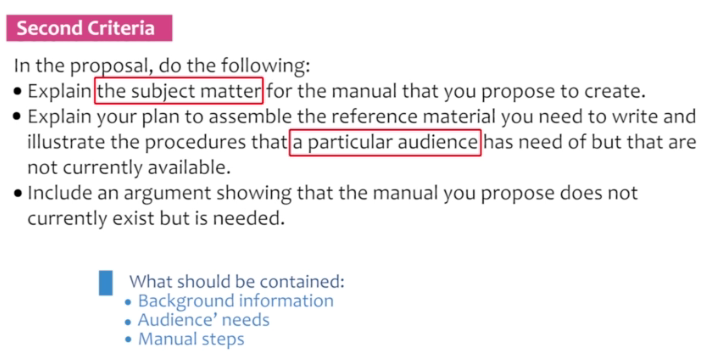 Second Criteria
In the proposal, do the following:
• Explain the subject matter for the manual that you propose to create.
• Explain your plan to assemble the reference material you need to write and
illustrate the procedures that a particular audience has need of but that are
not currently available.
• Include an argument showing that the manual you propose does not
currently exist but is needed.
What should be contained:
• Background information
• Audience' needs
• Manual steps